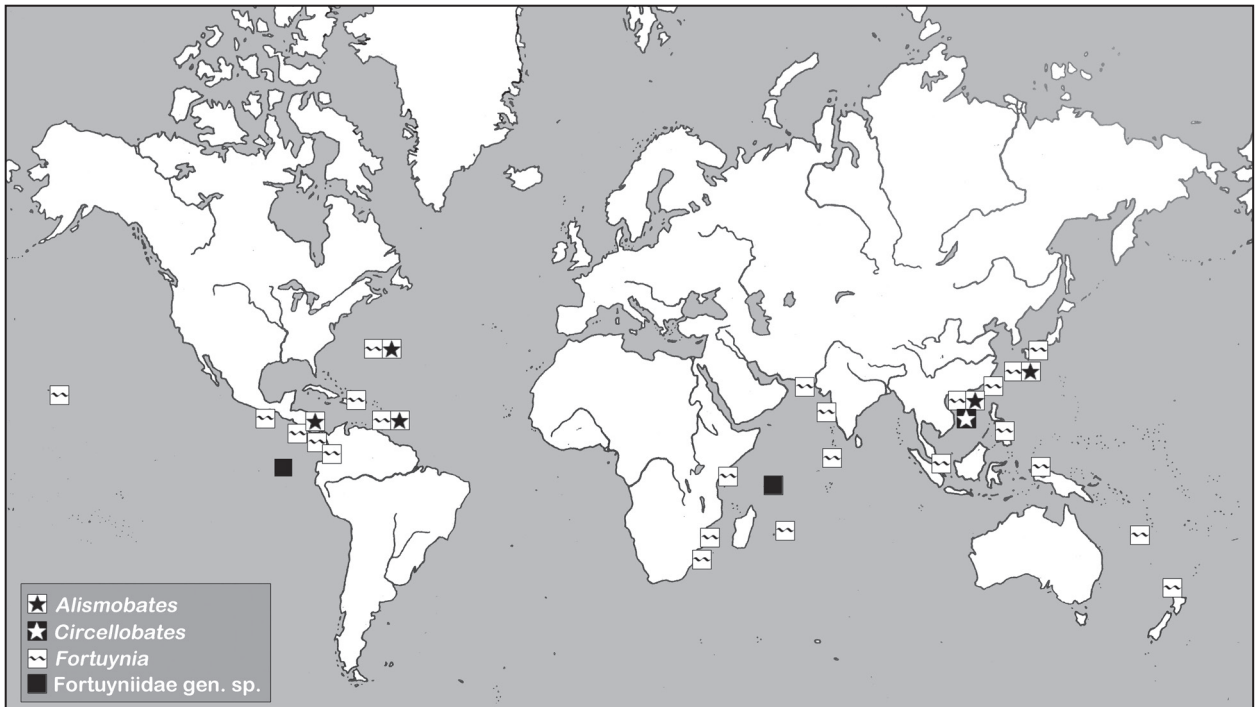 Alismobates
Circellobates
Fortuynia
Fortuyniidae gen. sp.